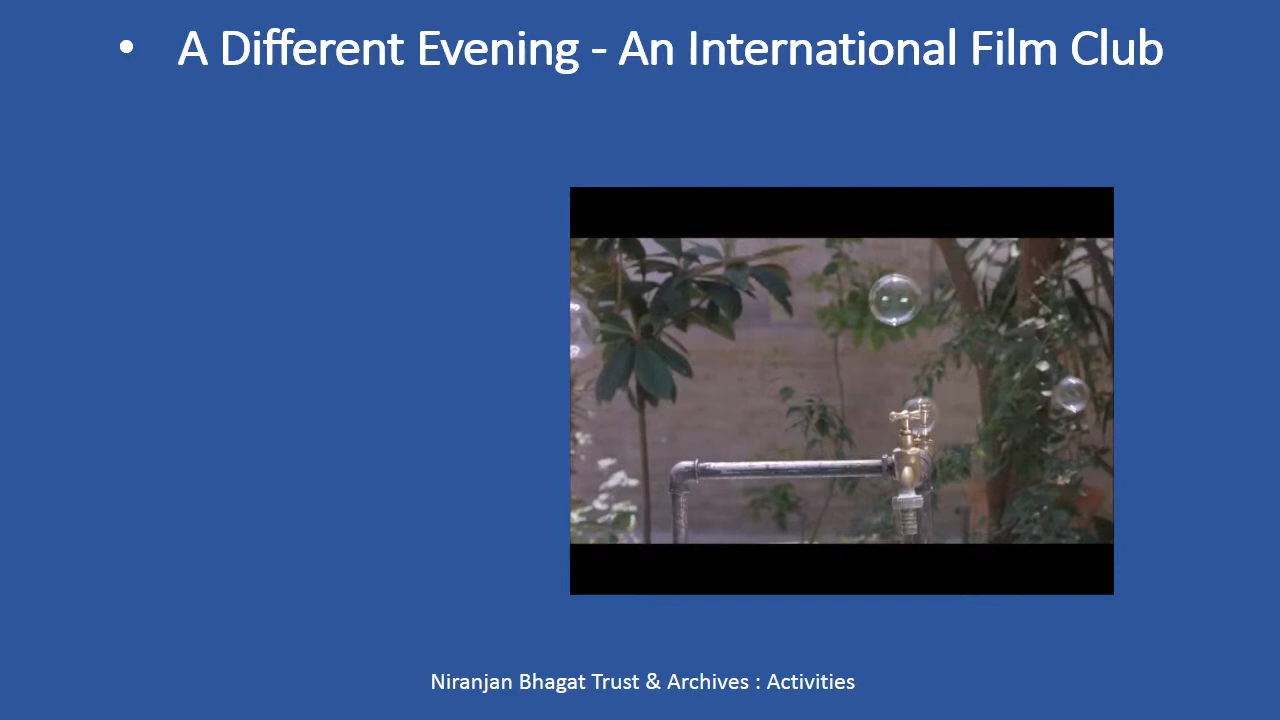 • A Different Evening - An International Film Club
Niranjan Bhagat Trust & Archives : Activities